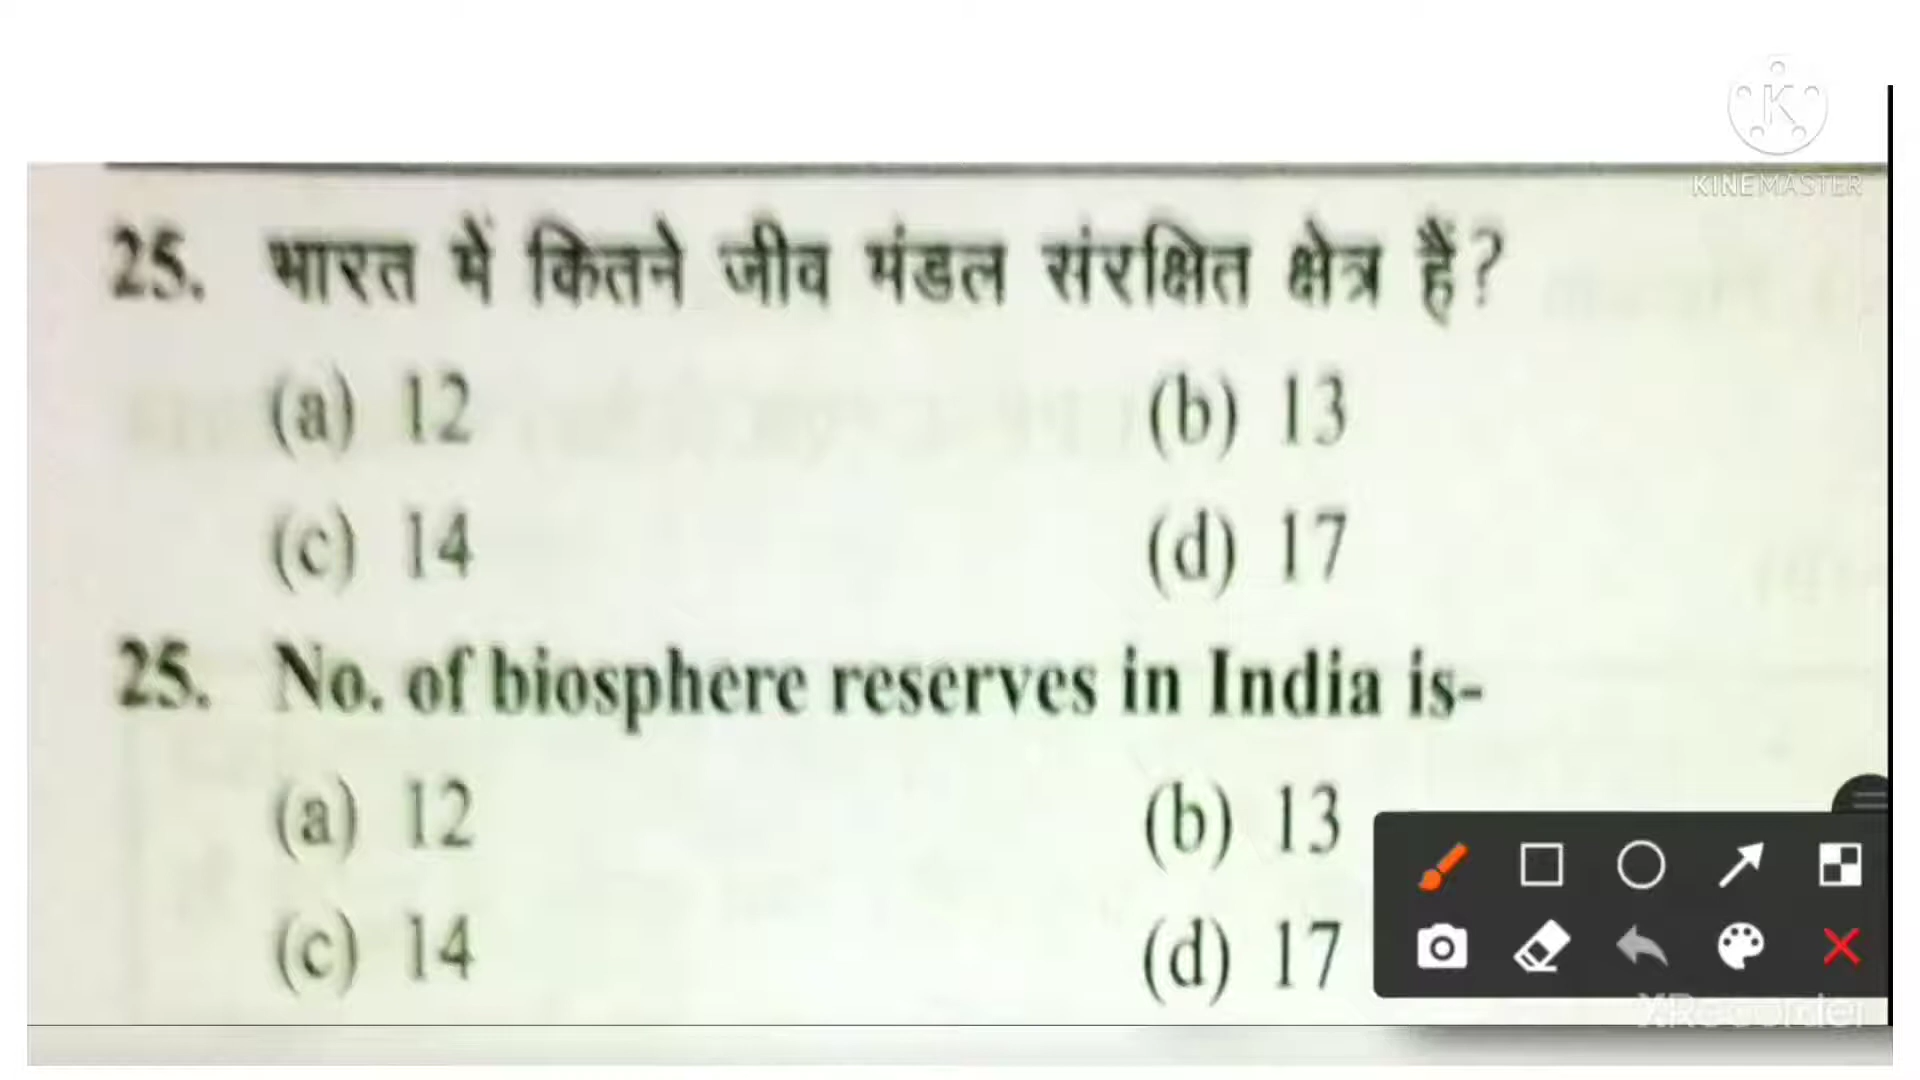 KINEMASTER
25. भारत में कितने जीव मंडल संरक्षित क्षेत्र हैं?
(a) 12 (b) 13
(c) 14 (d) 17
25. No. of biosphere reserves in India is-
(a) 12 (b) 13
(c) 14 (d) 17
XRecorder